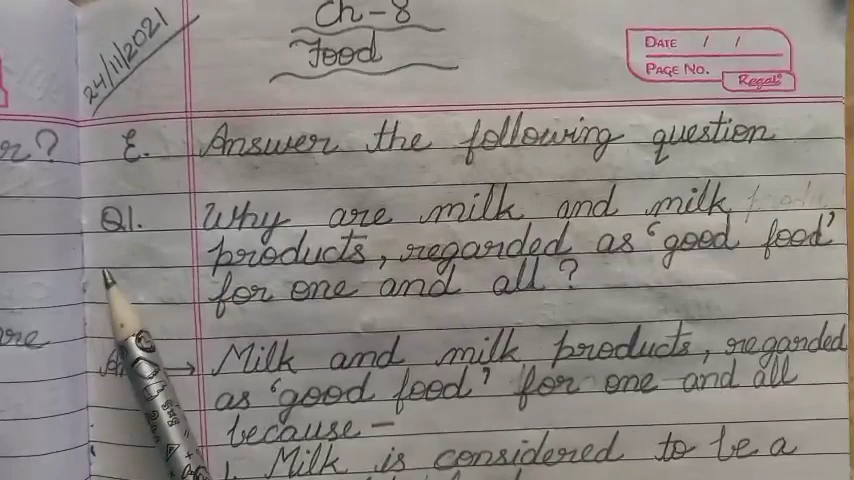 Ch-8
24/11/2021
Food
DATE / /
PAGE NO.
Regal
r?
E. Answer the following question
Q1. Why are milk and milk
products, regarded as 'good food'
for one and all?
are
→ Milk and milk products, regarded
as 'good food' for one and all
because-
1. Milk is considered to be a